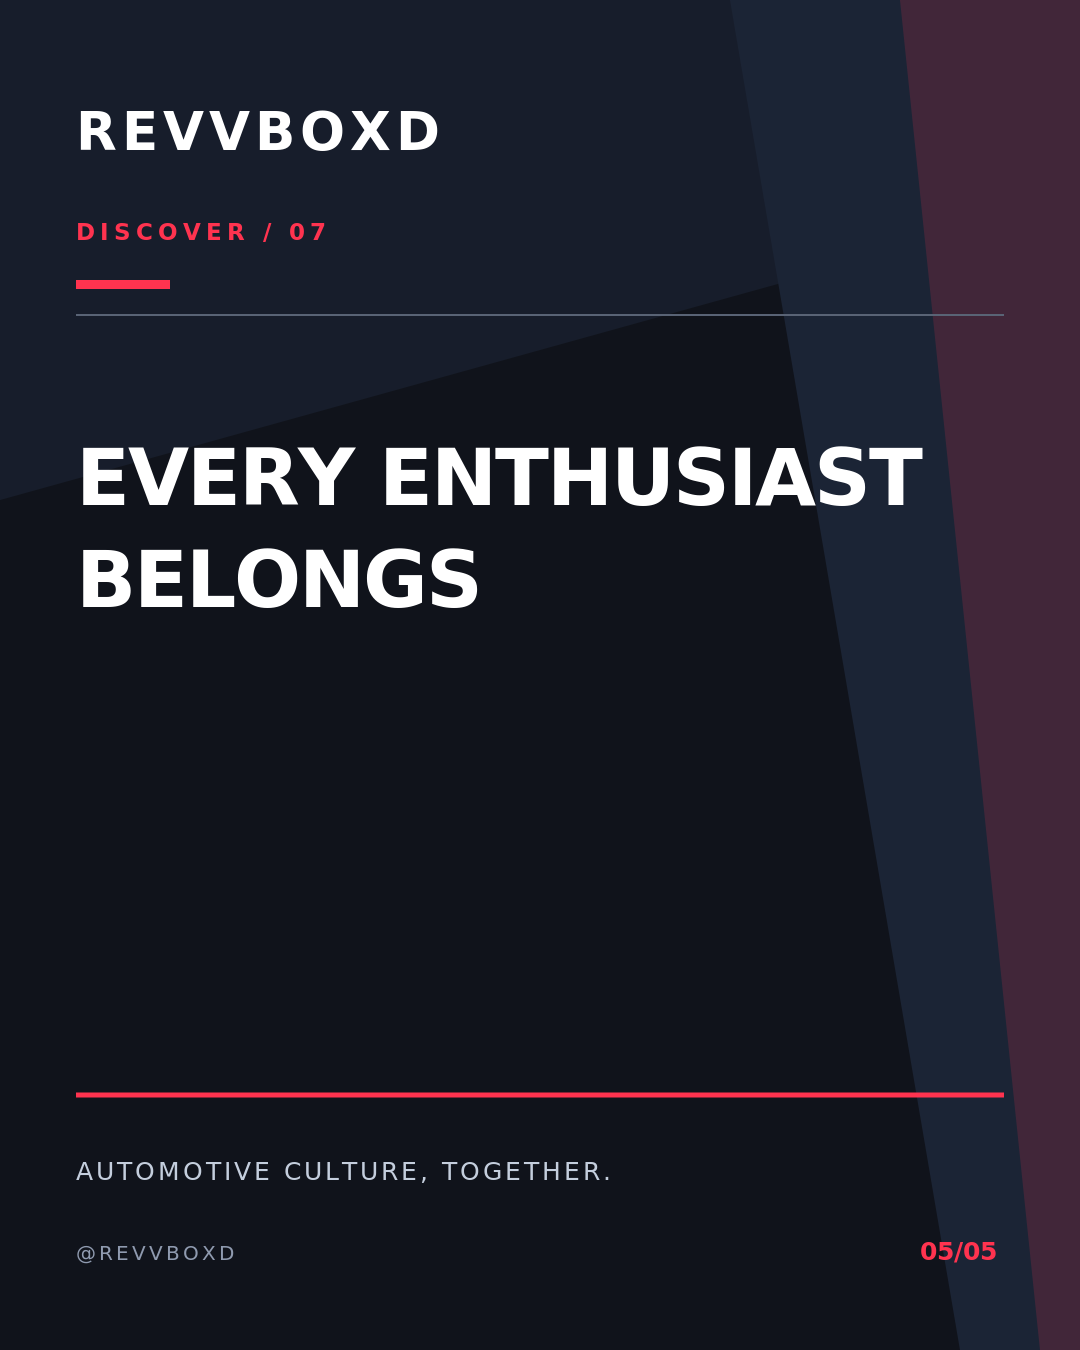 REVVBOXD
DISCOVER / 07
EVERY ENTHUSIAST
BELONGS
AUTOMOTIVE CULTURE, TOGETHER.
@REVVBOXD
05/05